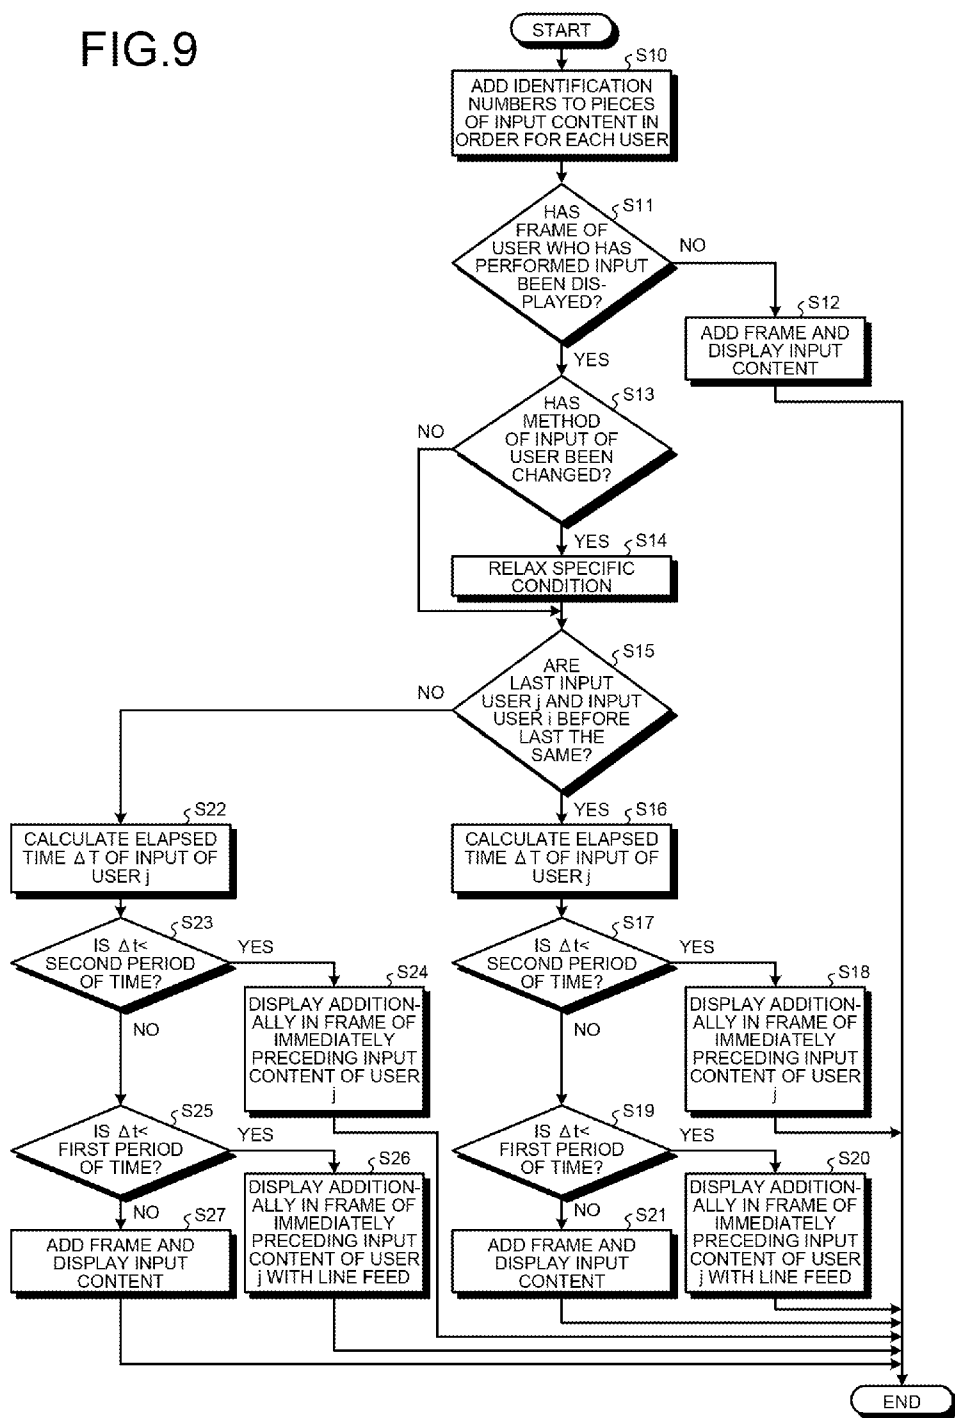 FIG.9
START
S10
ADD IDENTIFICATION
NUMBERS TO PIECES
OF INPUT CONTENT IN
ORDER FOR EACH USER
S11
HAS
FRAME OF
USER WHO HAS
PERFORMED INPUT
BEEN DIS-
PLAYED?
NO
YES
S12
ADD FRAME AND
DISPLAY INPUT
CONTENT
S13
HAS
METHOD
OF INPUT OF
USER BEEN
CHANGED?
NO
YES
S14
RELAX SPECIFIC
CONDITION
S15
ARE
LAST INPUT
USER j AND INPUT
USER i BEFORE
LAST THE
SAME?
NO
YES
S22
CALCULATE ELAPSED
TIME Δ T OF INPUT OF
USER j
S16
CALCULATE ELAPSED
TIME Δ T OF INPUT OF
USER j
S23
IS Δ t<
SECOND PERIOD
OF TIME?
YES
NO
S24
DISPLAY ADDITION-
ALLY IN FRAME OF
IMMEDIATELY
PRECEDING INPUT
CONTENT OF USER
j
S17
IS Δ t<
SECOND PERIOD
OF TIME?
YES
NO
S18
DISPLAY ADDITION-
ALLY IN FRAME OF
IMMEDIATELY
PRECEDING INPUT
CONTENT OF USER
j
S25
IS Δ t<
FIRST PERIOD
OF TIME?
YES
NO
S26
DISPLAY ADDITION-
ALLY IN FRAME OF
IMMEDIATELY
PRECEDING INPUT
CONTENT OF USER
j WITH LINE FEED
S27
ADD FRAME AND
DISPLAY INPUT
CONTENT
S19
IS Δ t<
FIRST PERIOD
OF TIME?
YES
NO
S20
DISPLAY ADDITION-
ALLY IN FRAME OF
IMMEDIATELY
PRECEDING INPUT
CONTENT OF USER
j WITH LINE FEED
S21
ADD FRAME AND
DISPLAY INPUT
CONTENT
END